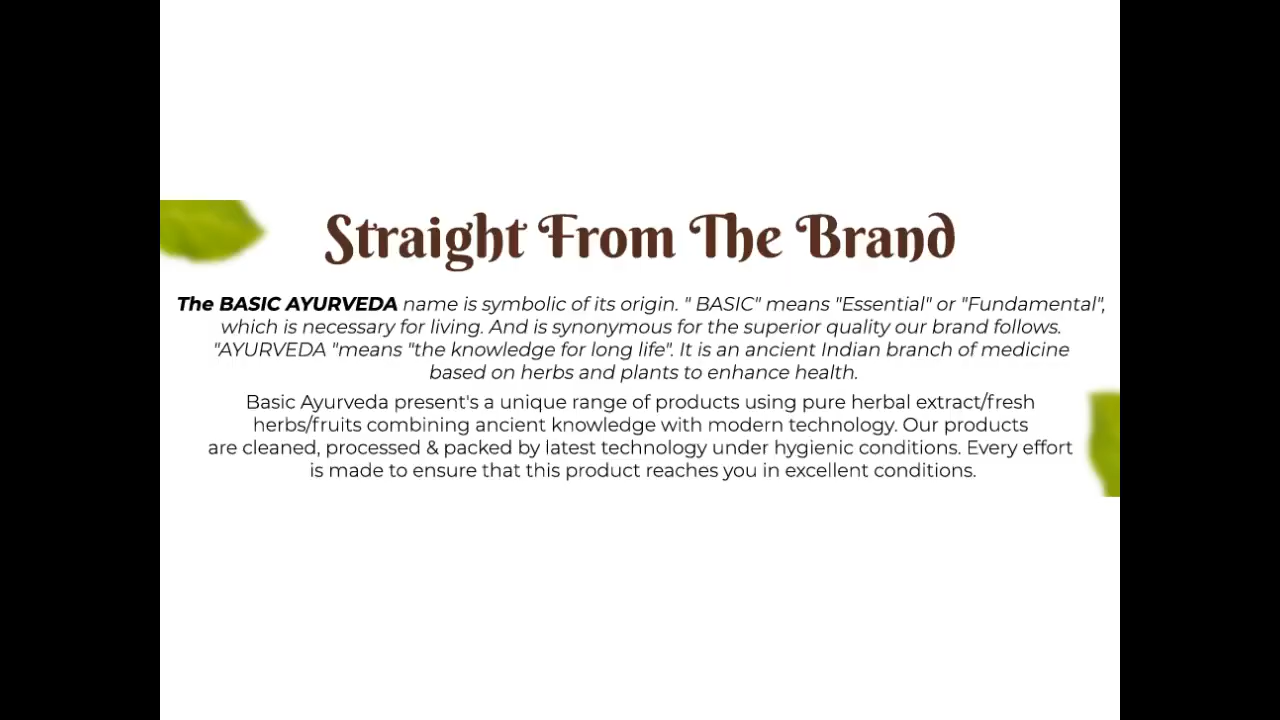 Straight From The Brand
The BASIC AYURVEDA name is symbolic of its origin. " BASIC" means "Essential" or "Fundamental",
which is necessary for living. And is synonymous for the superior quality our brand follows.
"AYURVEDA "means "the knowledge for long life". It is an ancient Indian branch of medicine
based on herbs and plants to enhance health.
Basic Ayurveda present's a unique range of products using pure herbal extract/fresh
herbs/fruits combining ancient knowledge with modern technology. Our products
are cleaned, processed & packed by latest technology under hygienic conditions. Every effort
is made to ensure that this product reaches you in excellent conditions.